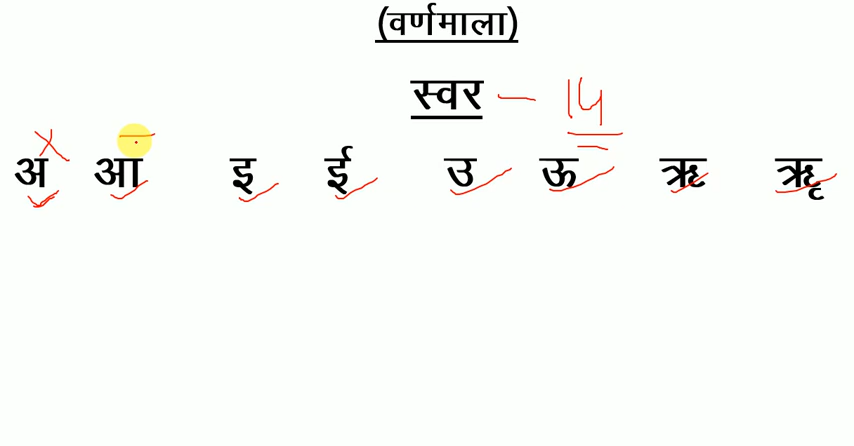 (वर्णमाला)
स्वर - 14
अ आ इ ई उ ऊ ऋ ॠ